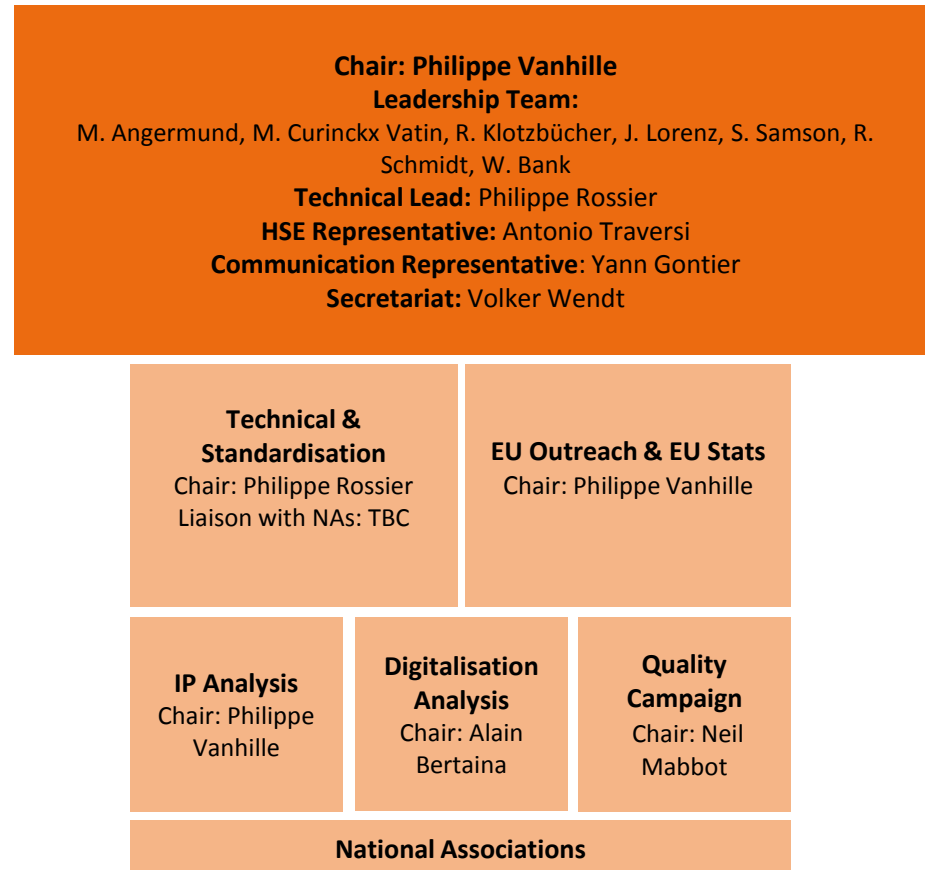 Chair: Philippe Vanhille
Leadership Team:
M. Angermund, M. Curinckx Vatin, R. Klotzbücher, J. Lorenz, S. Samson, R.
Schmidt, W. Bank
Technical Lead: Philippe Rossier
HSE Representative: Antonio Traversi
Communication Representative: Yann Gontier
Secretariat: Volker Wendt
Technical &
Standardisation
Chair: Philippe Rossier
Liaison with NAs: TBC
EU Outreach & EU Stats
Chair: Philippe Vanhille
IP Analysis
Chair: Philippe
Vanhille
Digitalisation
Analysis
Chair: Alain
Bertaina
Quality
Campaign
Chair: Neil
Mabbot
National Associations